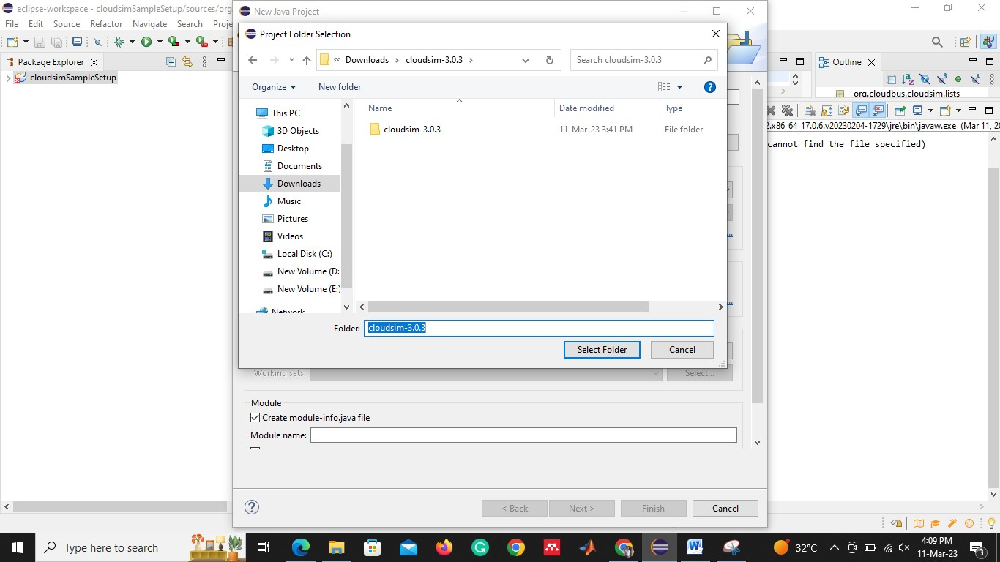 eclipse-workspace - cloudsimSampleSetup/sources/org
New Java Project
File Edit Source Refactor Navigate Search Proje
Project Folder Selection
Downloads cloudsim-3.0.3
Search cloudsim-3.0.3
Package Explorer
Outline
cloudsimSampleSetup
Organize
New folder
org.cloudbus.cloudsim.lists
This PC
3D Objects
Desktop
Documents
Downloads
Music
Pictures
Videos
Local Disk (C:)
New Volume (D:
New Volume (E:)
Network
Name Date modified Type
cloudsim-3.0.3 11-Mar-23 3:41 PM File folder
2.x86_64_17.0.6.v20230204-1729\jre\bin\javaw.exe (Mar 11, 20
cannot find the file specified)
Folder: cloudsim-3.0.3
Select Folder Cancel
Working sets: Select...
Module
Create module-info.java file
Module name:
< Back Next > Finish Cancel
Type here to search
32°C
4:09 PM
11-Mar-23
3